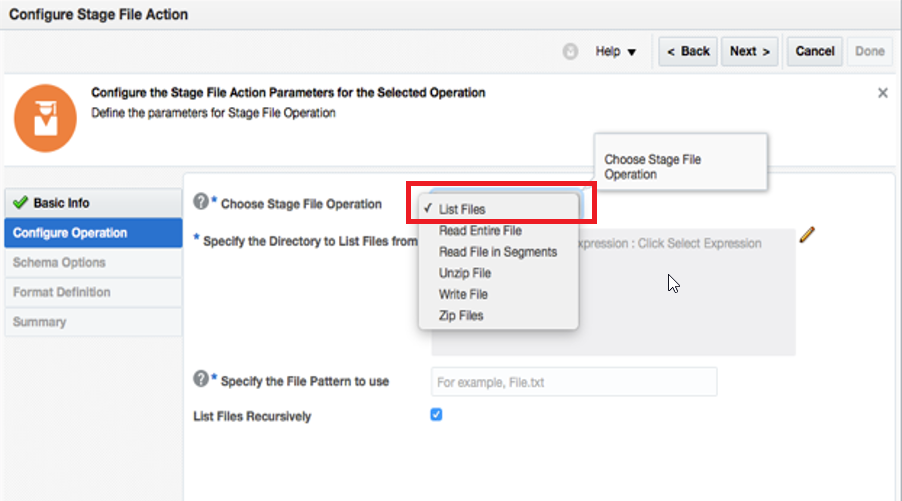 Configure Stage File Action
Help
< Back
Next >
Cancel
Done
Configure the Stage File Action Parameters for the Selected Operation
Define the parameters for Stage File Operation
Choose Stage File
Operation
Basic Info
Configure Operation
Schema Options
Format Definition
Summary
? * Choose Stage File Operation
✓ List Files
Read Entire File
Read File in Segments
Unzip File
Write File
Zip Files
* Specify the Directory to List Files from
xpression : Click Select Expression
? * Specify the File Pattern to use
For example, File.txt
List Files Recursively